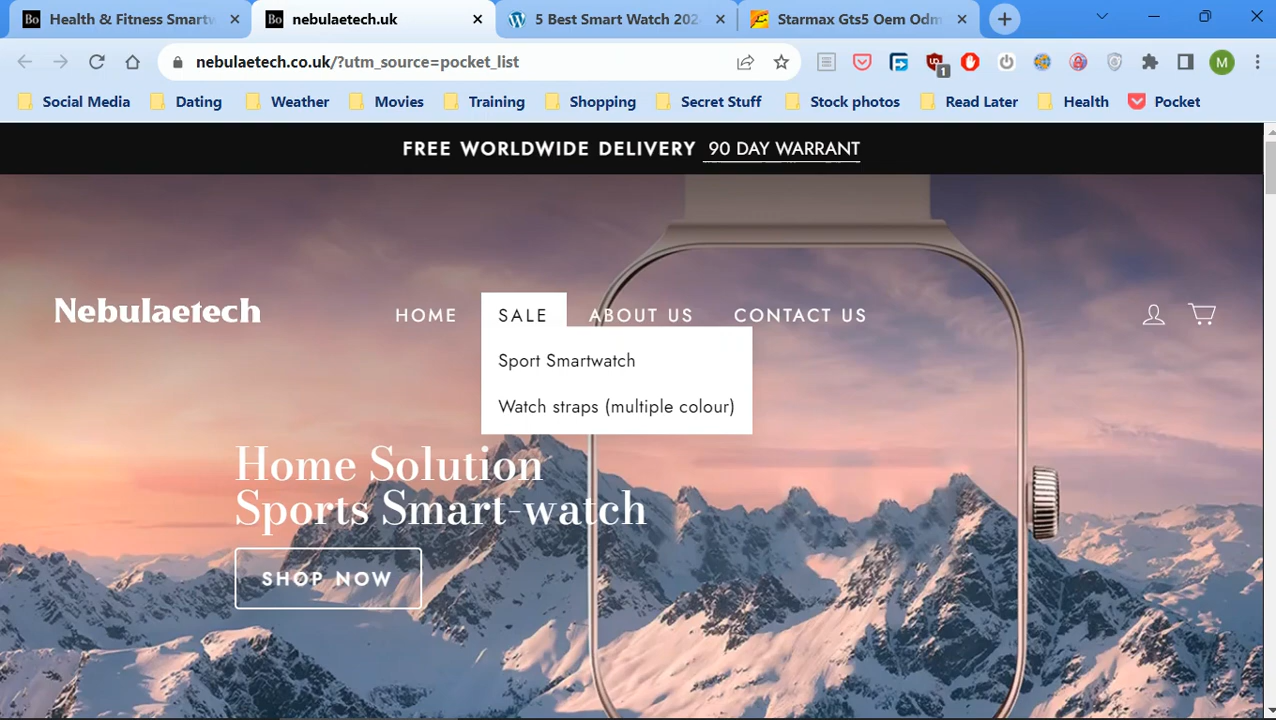 Health & Fitness Smartw
nebulaetech.uk
5 Best Smart Watch 202
Starmax Gts5 Oem Odm
nebulaetech.co.uk/?utm_source=pocket_list
1
M
Social Media
Dating
Weather
Movies
Training
Shopping
Secret Stuff
Stock photos
Read Later
Health
Pocket
FREE WORLDWIDE DELIVERY 90 DAY WARRANT
Nebulaetech
HOME
SALE
ABOUT US
CONTACT US
Sport Smartwatch
Watch straps (multiple colour)
Home Solution
Sports Smart-watch
SHOP NOW